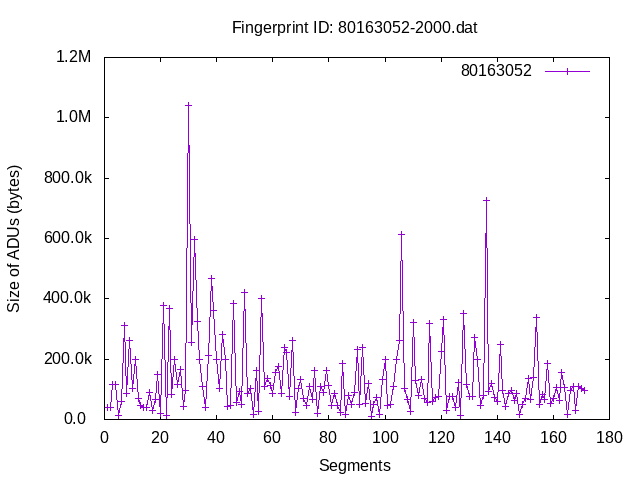 Fingerprint ID: 80163052-2000.dat
80163052
1.2M
1.0M
800.0k
600.0k
400.0k
200.0k
0.0
Size of ADUs (bytes)
0 20 40 60 80 100 120 140 160 180
Segments